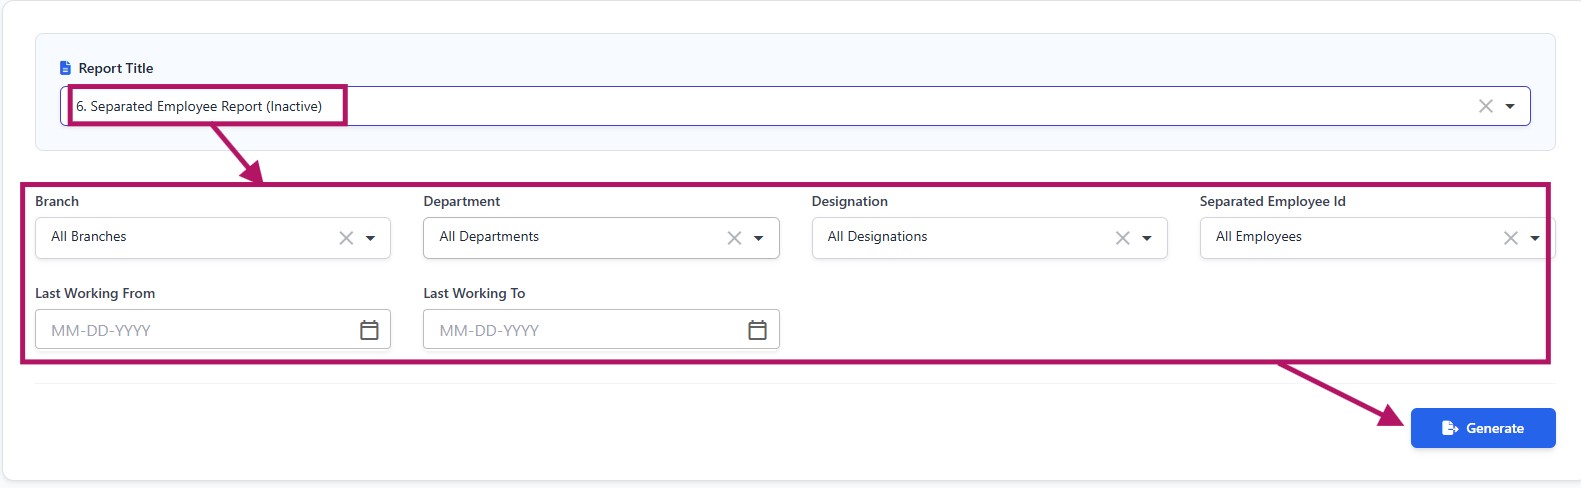 Report Title
6. Separated Employee Report (Inactive)
Branch
Department
Designation
Separated Employee Id
All Branches
All Departments
All Designations
All Employees
Last Working From
Last Working To
MM-DD-YYYY
MM-DD-YYYY
Generate